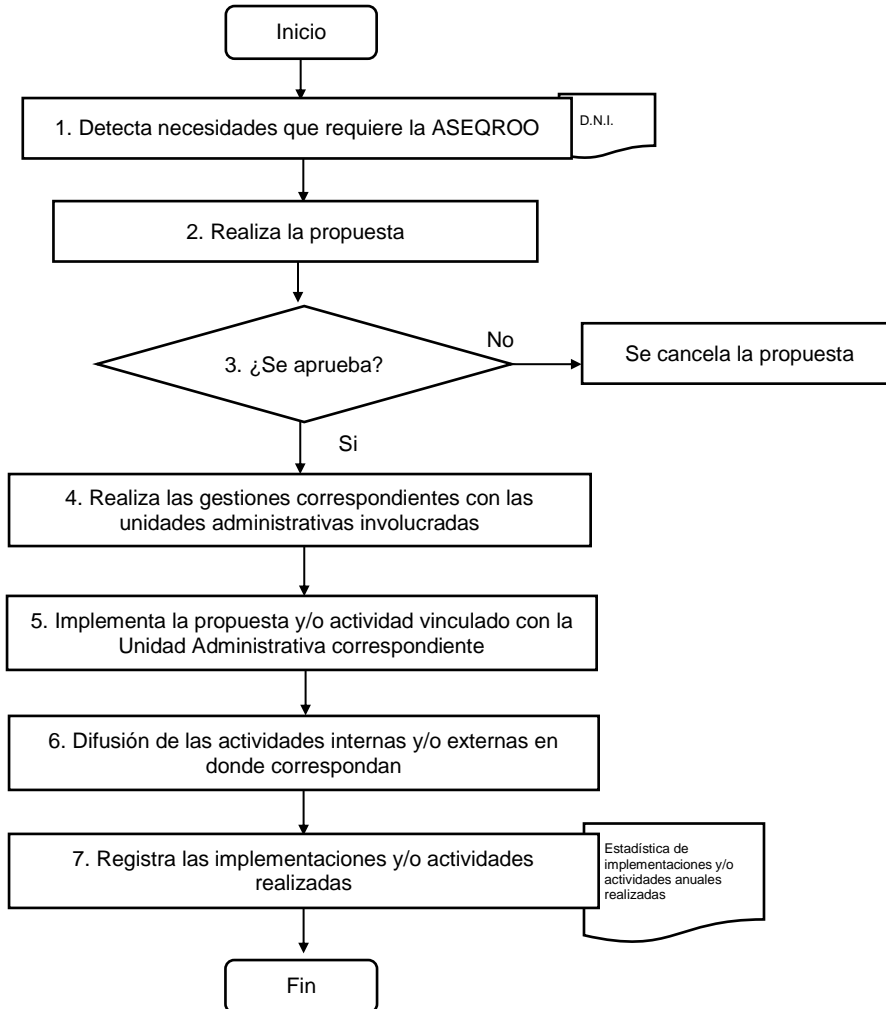 Inicio
1. Detecta necesidades que requiere la ASEQROO
D.N.I.
2. Realiza la propuesta
3. ¿Se aprueba?
No
Se cancela la propuesta
Si
4. Realiza las gestiones correspondientes con las
unidades administrativas involucradas
5. Implementa la propuesta y/o actividad vinculado con la
Unidad Administrativa correspondiente
6. Difusión de las actividades internas y/o externas en
donde correspondan
7. Registra las implementaciones y/o actividades
realizadas
Estadística de
implementaciones y/o
actividades anuales
realizadas
Fin